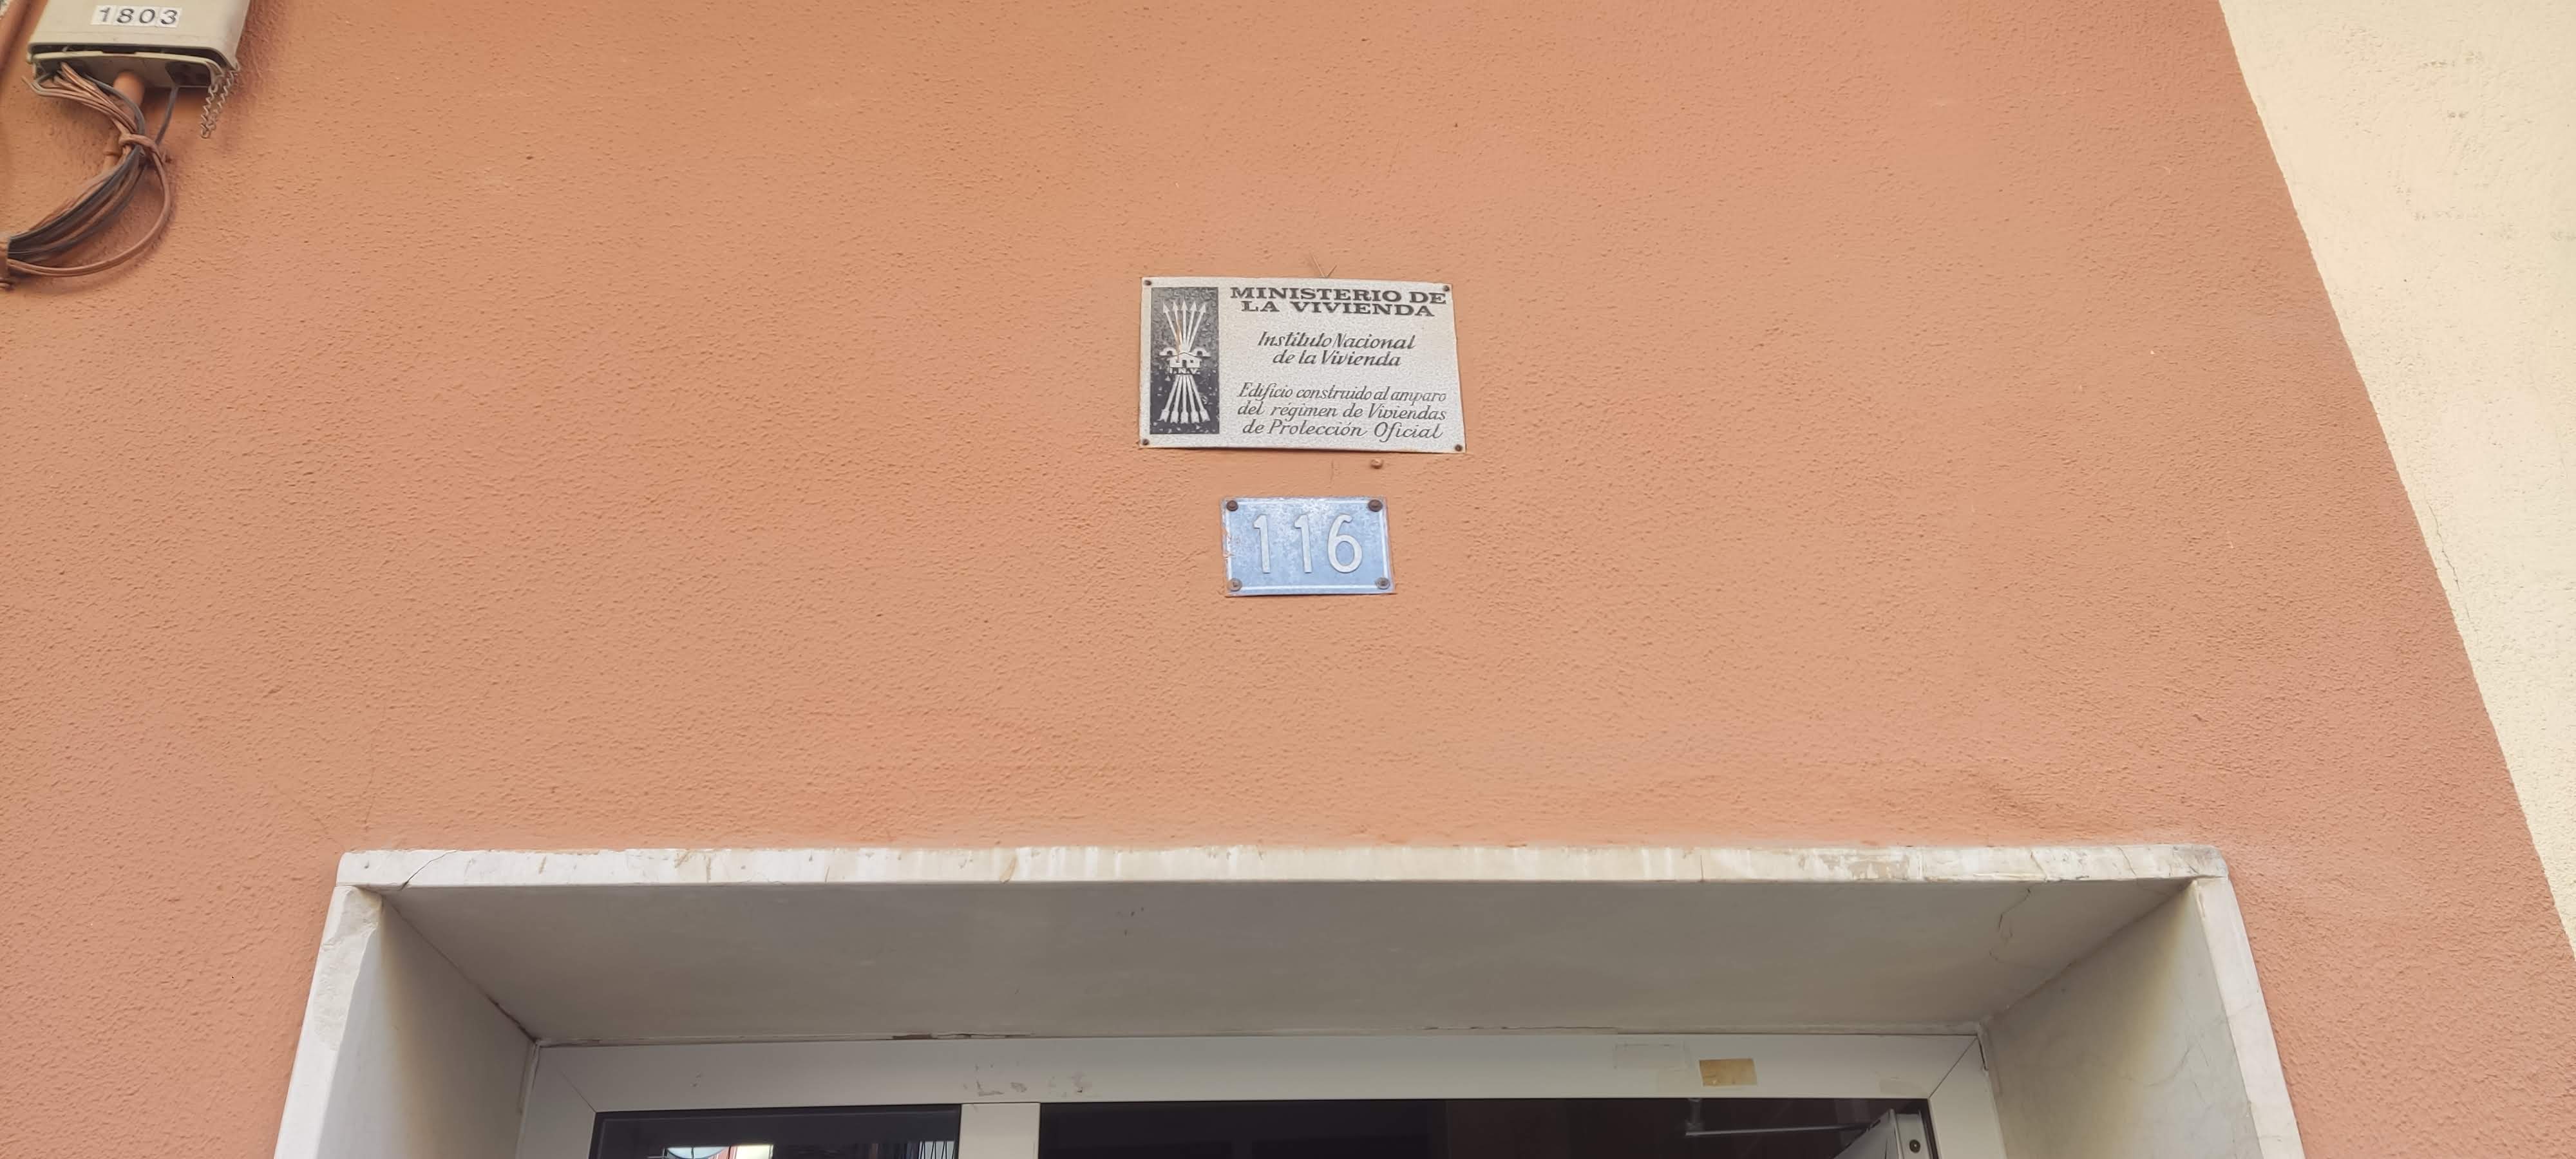 1803
MINISTERIO DE
LA VIVIENDA
Instituto Nacional
de la Vivienda
I.N.V.
Edificio construido al amparo
del régimen de Viviendas
de Protección Oficial
116